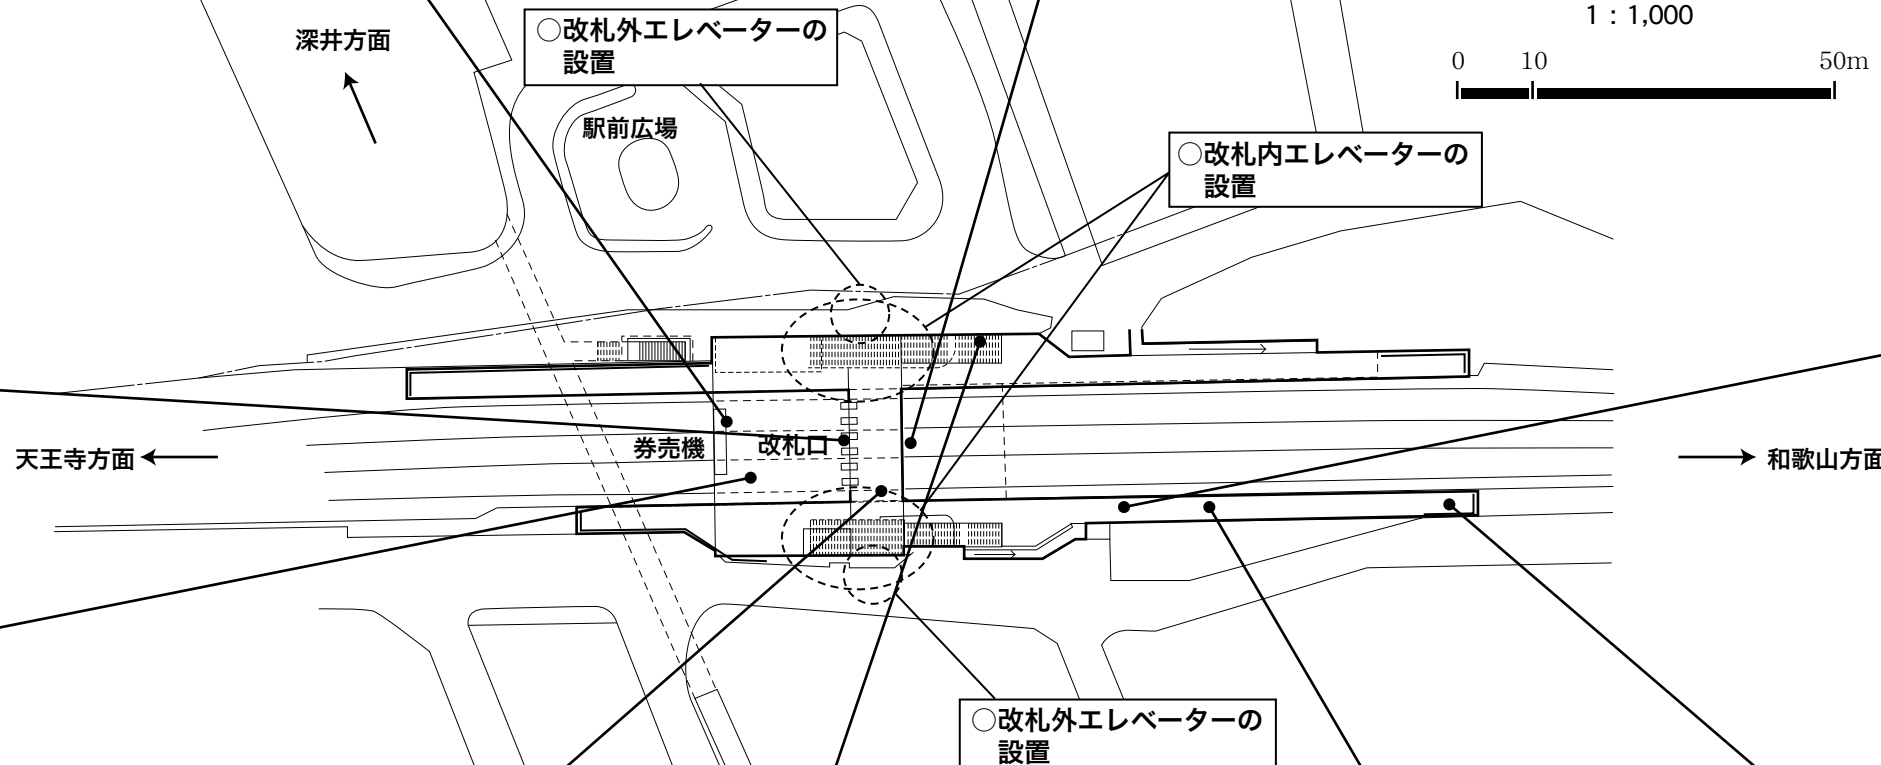 1：1,000
0 10 50m
深井方面
○改札外エレベーターの
設置
駅前広場
○改札内エレベーターの
設置
券売機
改札口
天王寺方面
和歌山方面
○改札外エレベーターの
設置